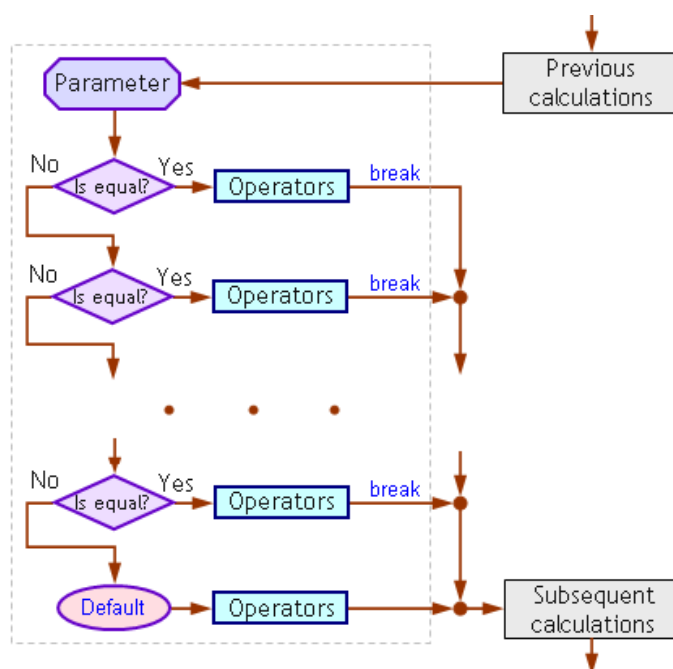 Previous
calculations
Parameter
No
Yes
Is equal?
Operators
break
No
Yes
Is equal?
Operators
break
No
Yes
Is equal?
Operators
break
Default
Operators
Subsequent
calculations